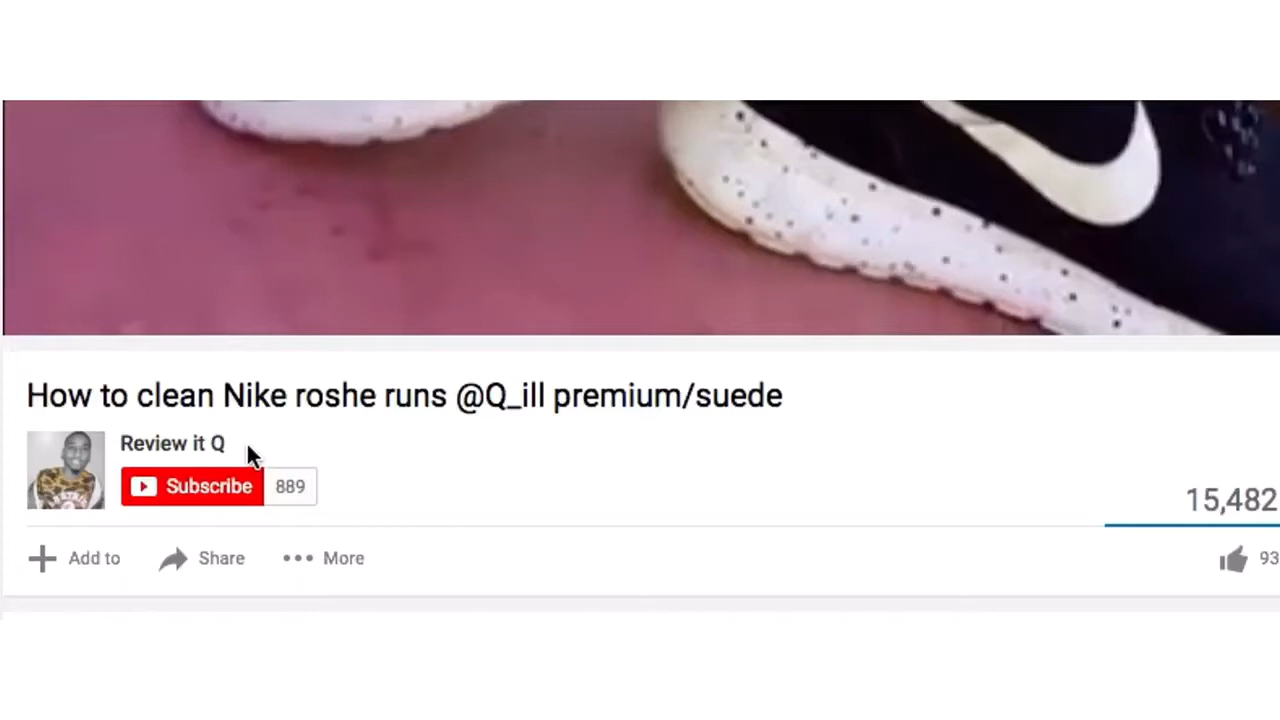 How to clean Nike roshe runs @Q_ill premium/suede
Review it Q
Subscribe 889
15,482
Add to Share More 93